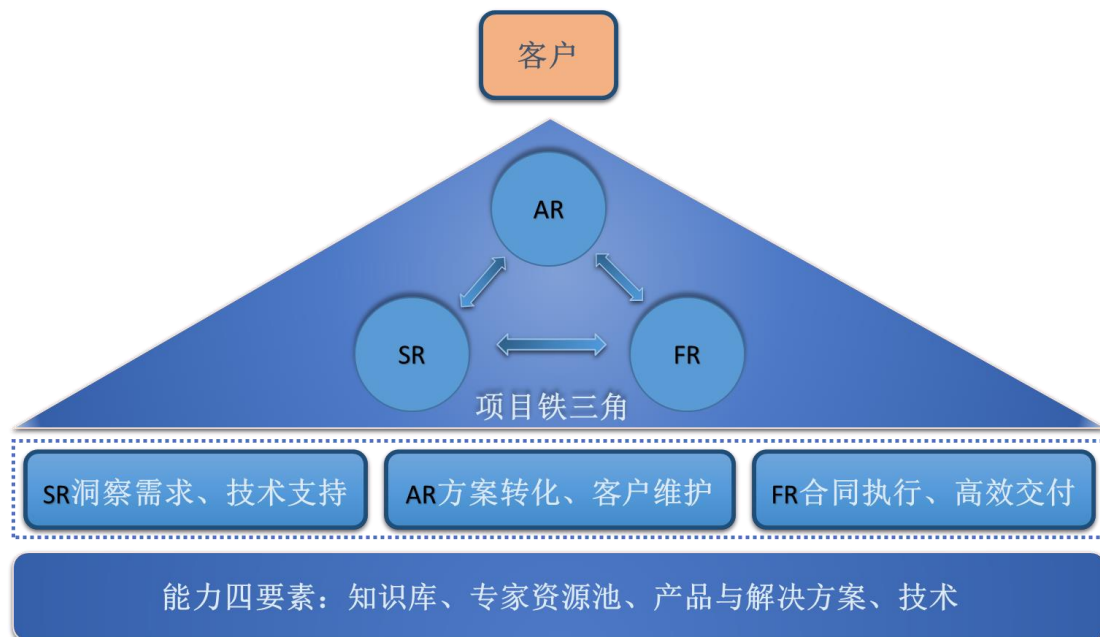 客户
AR
SR
FR
项目铁三角
SR洞察需求、技术支持
AR方案转化、客户维护
FR合同执行、高效交付
能力四要素：知识库、专家资源池、产品与解决方案、技术